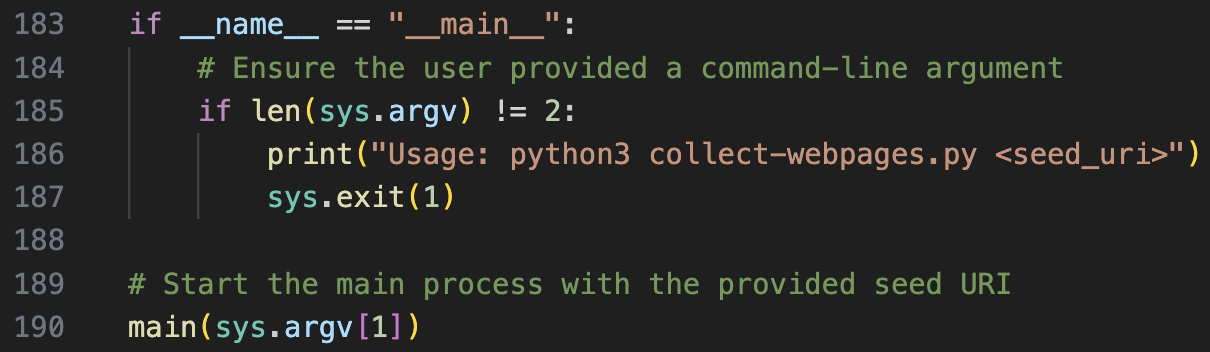 183 if __name__ == "__main__":
184     # Ensure the user provided a command-line argument
185     if len(sys.argv) != 2:
186         print("Usage: python3 collect-webpages.py <seed_uri>")
187         sys.exit(1)
188
189 # Start the main process with the provided seed URI
190 main(sys.argv[1])